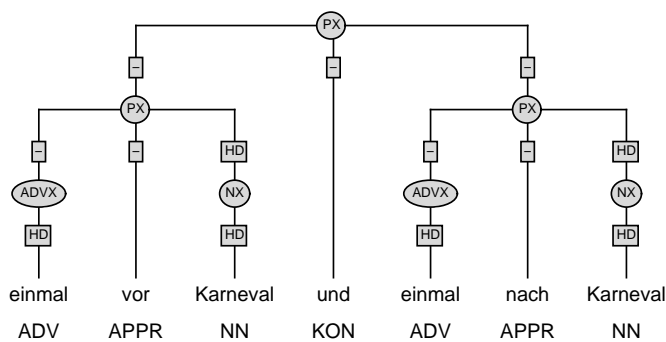 PX
– – –
PX PX
– – HD – – HD
ADVX NX ADVX NX
HD HD HD HD
einmal vor Karneval und einmal nach Karneval
ADV APPR NN KON ADV APPR NN